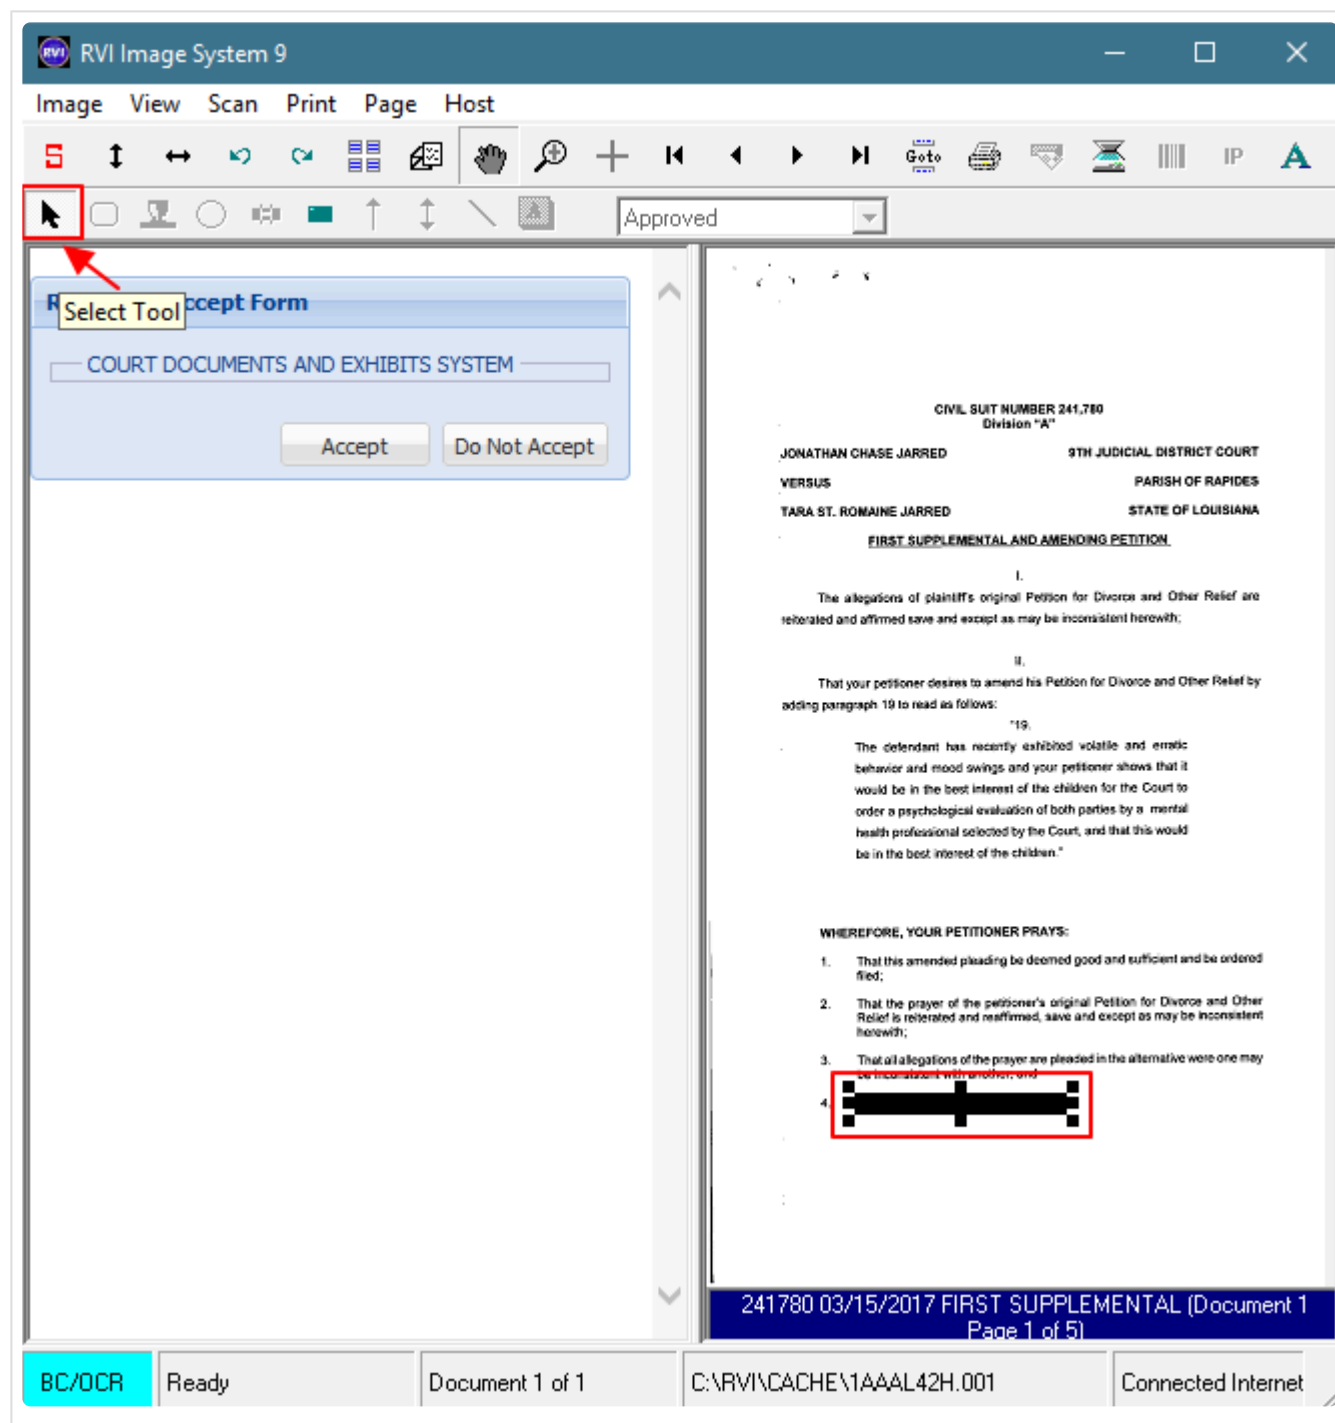 RVI RVI Image System 9
Image View Scan Print Page Host
S Goto IP A
A Approved
Select Tool ccept Form
COURT DOCUMENTS AND EXHIBITS SYSTEM
Accept Do Not Accept
CIVIL SUIT NUMBER 241,780
Division "A"
JONATHAN CHASE JARRED 9TH JUDICIAL DISTRICT COURT
VERSUS PARISH OF RAPIDES
TARA ST. ROMAINE JARRED STATE OF LOUISIANA
FIRST SUPPLEMENTAL AND AMENDING PETITION
I.
The allegations of plaintiff's original Petition for Divorce and Other Relief are
reiterated and affirmed save and except as may be inconsistent herewith;
II.
That your petitioner desires to amend his Petition for Divorce and Other Relief by
adding paragraph 19 to read as follows:
"19.
The defendant has recently exhibited volatile and erratic
behavior and mood swings and your petitioner shows that it
would be in the best interest of the children for the Court to
order a psychological evaluation of both parties by a mental
health professional selected by the Court, and that this would
be in the best interest of the children."
WHEREFORE, YOUR PETITIONER PRAYS:
1. That this amended pleading be deemed good and sufficient and be ordered
filed;
2. That the prayer of the petitioner's original Petition for Divorce and Other
Relief is reiterated and reaffirmed, save and except as may be inconsistent
herewith;
3. That all allegations of the prayer are pleaded in the alternative were one may
be inconsistent with another; and
4.
241780 03/15/2017 FIRST SUPPLEMENTAL (Document 1
Page 1 of 5)
BC/OCR Ready Document 1 of 1 C:\RVI\CACHE\1AAAL42H.001 Connected Internet